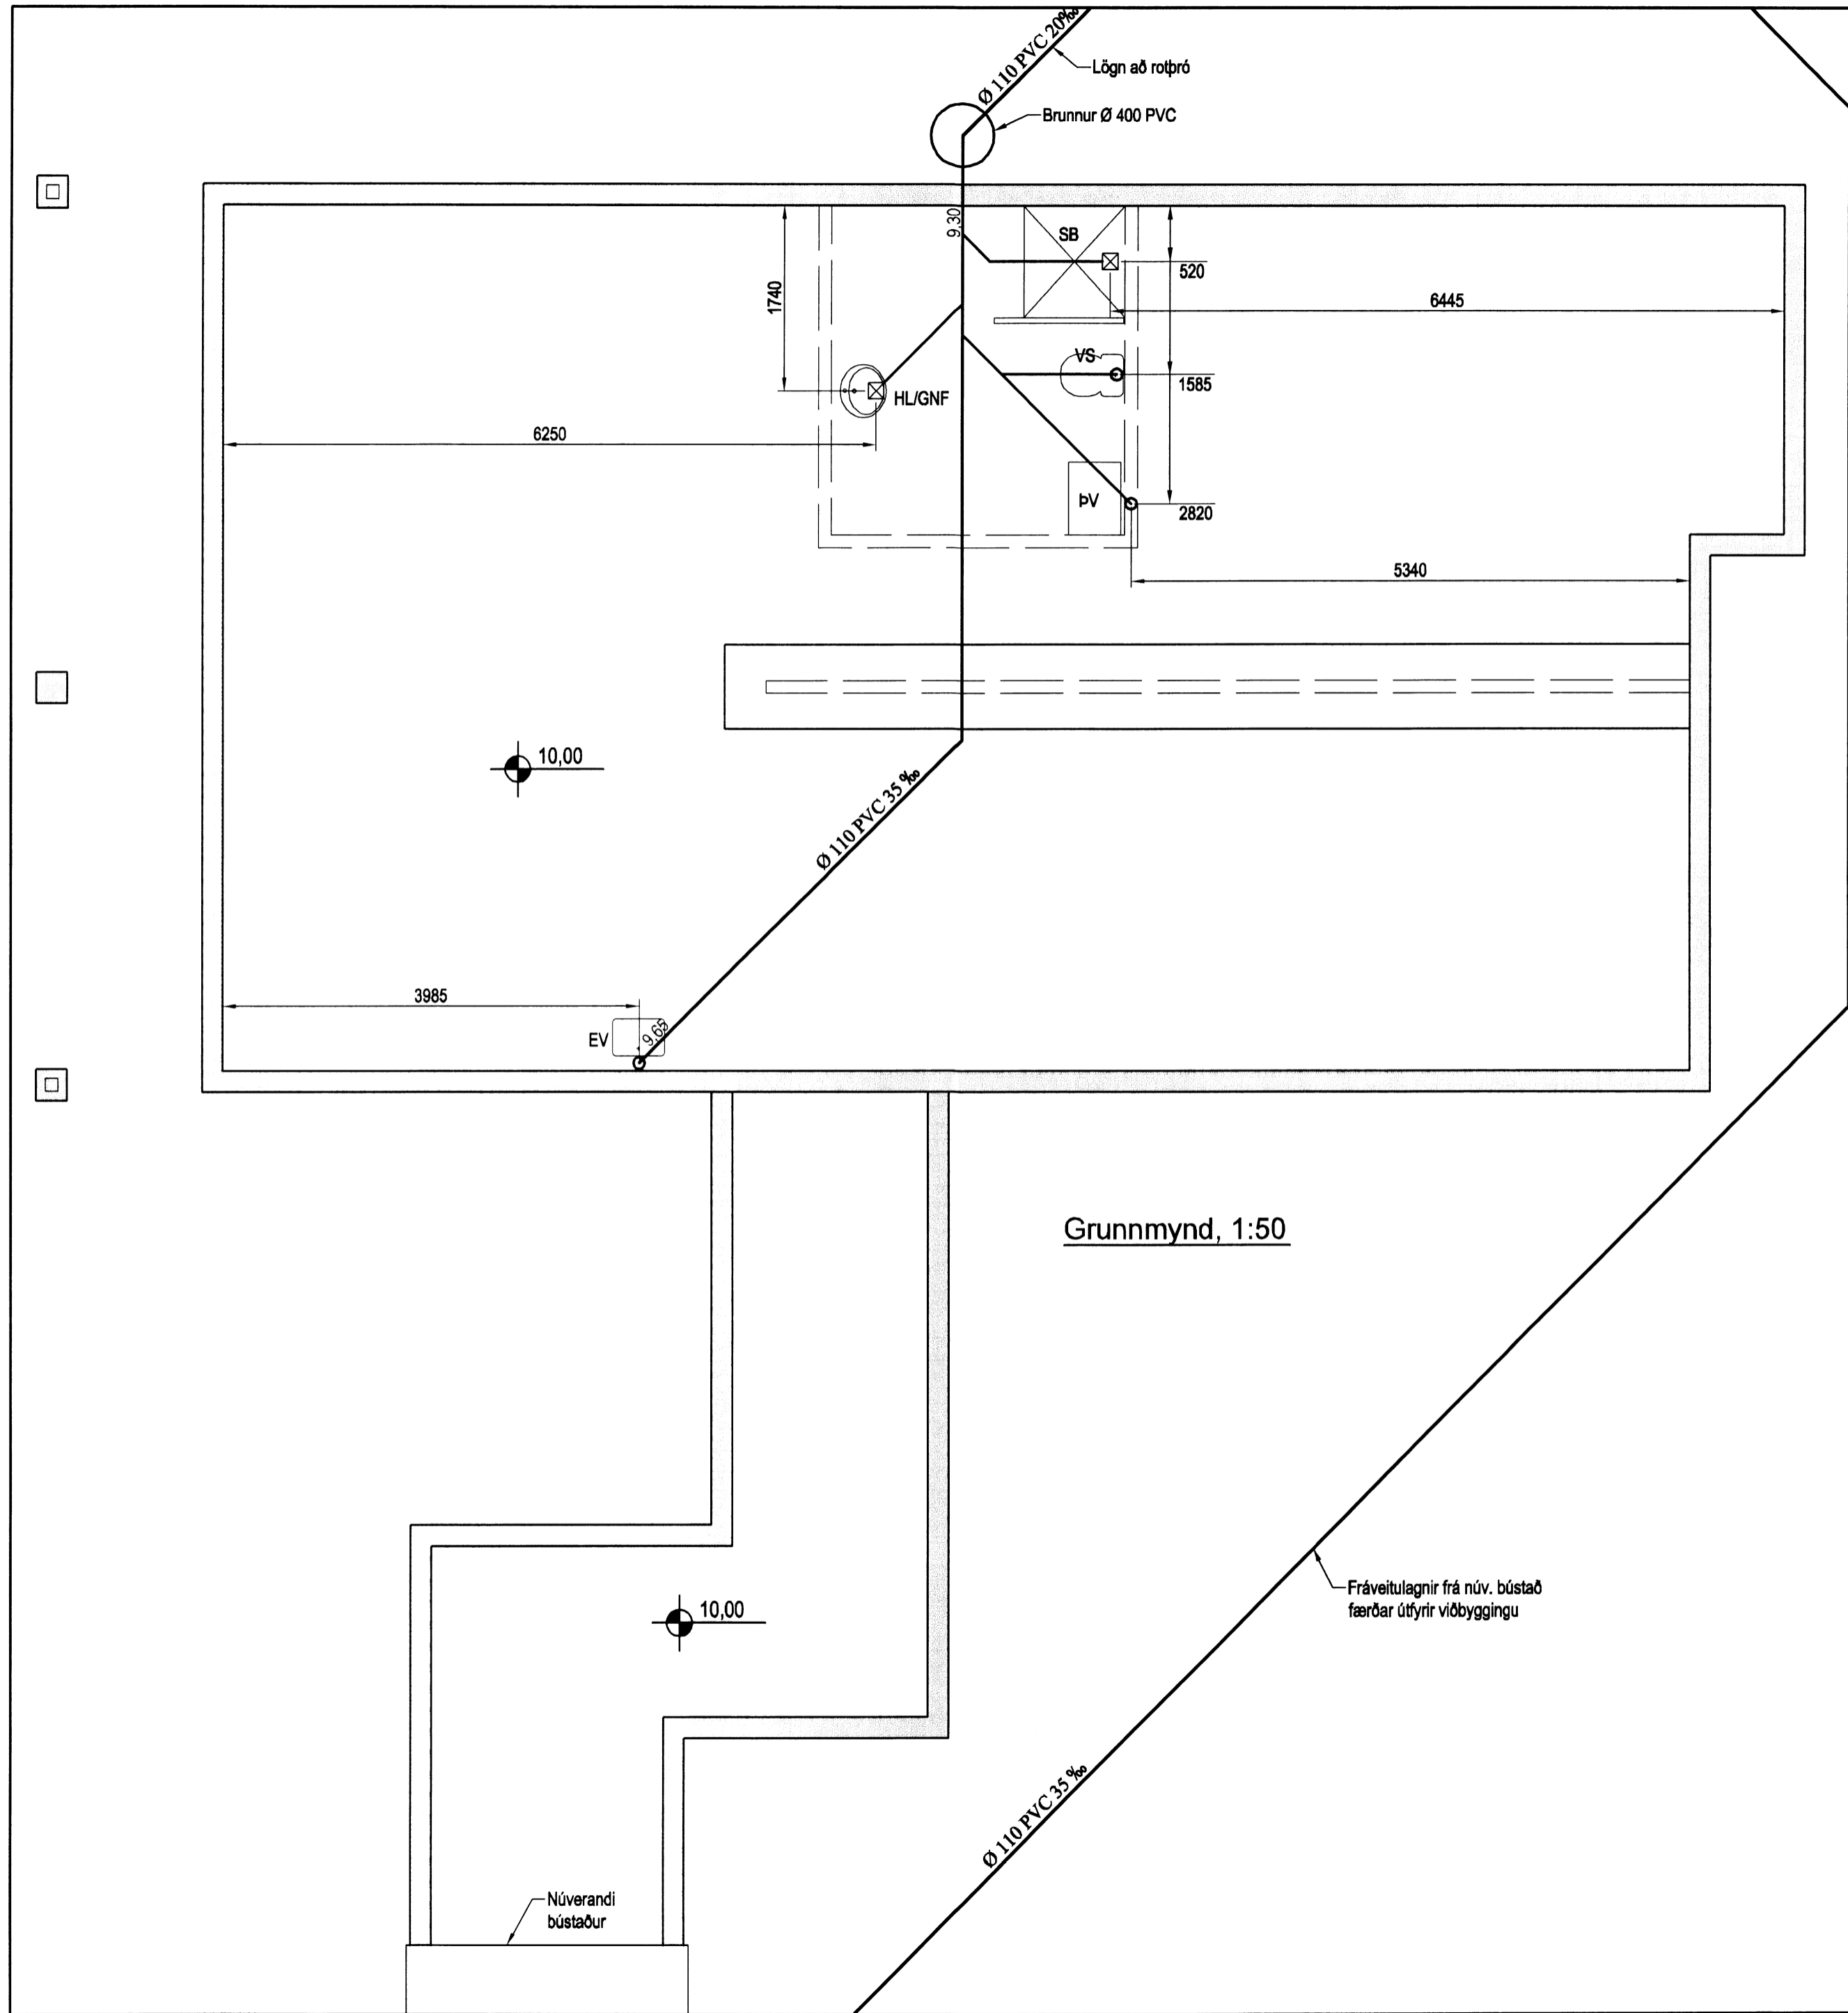 Ø 110 PVC 20‰
Lögn að rotþró
Brunnur Ø 400 PVC
9,30
SB
520
1740
6445
VS
1585
HL/GNF
6250
ÞV
2820
5340
10,00
Ø 110 PVC 35 ‰
3985
EV
9,65
Grunnmynd, 1:50
Fráveitulagnir frá núv. bústað
færðar útfyrir viðbyggingu
10,00
Ø 110 PVC 35 ‰
Núverandi
bústaður